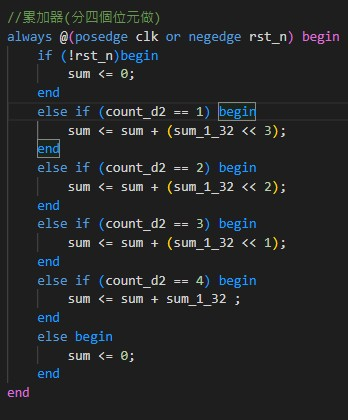 //累加器(分四個位元做)
always @(posedge clk or negedge rst_n) begin
    if (!rst_n)begin
        sum <= 0;
    end
    else if (count_d2 == 1) begin
        sum <= sum + (sum_1_32 << 3);
    end
    else if (count_d2 == 2) begin
        sum <= sum + (sum_1_32 << 2);
    end
    else if (count_d2 == 3) begin
        sum <= sum + (sum_1_32 << 1);
    end
    else if (count_d2 == 4) begin
        sum <= sum + sum_1_32 ;
    end
    else begin
        sum <= 0;
    end
end